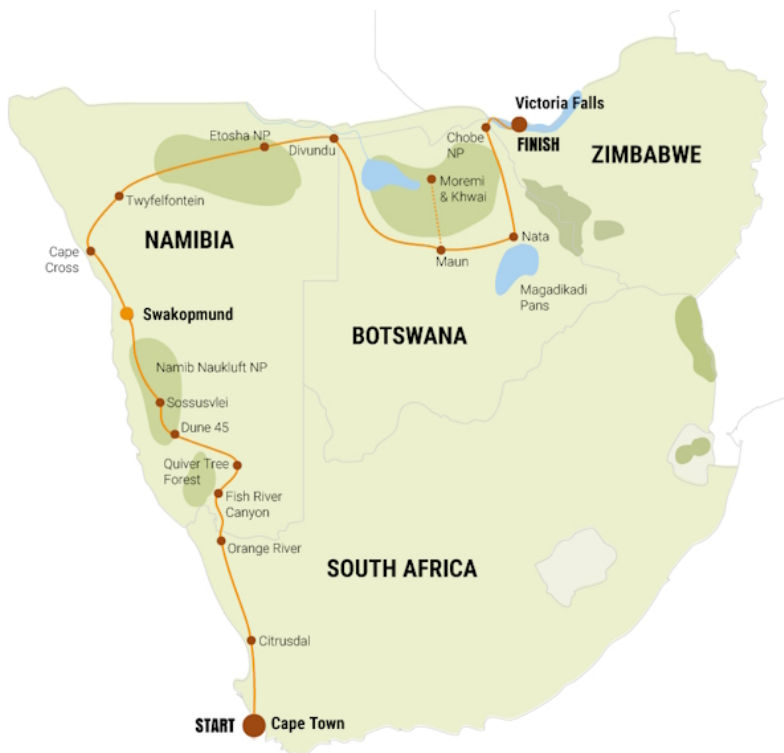 Victoria Falls
FINISH
Etosha NP
Divundu
Chobe
NP
ZIMBABWE
Moremi
& Khwai
Twyfelfontein
NAMIBIA
Cape
Cross
Nata
Maun
Magadikadi
Pans
Swakopmund
BOTSWANA
Namib Naukluft NP
Sossusvlei
Dune 45
Quiver Tree
Forest
Fish River
Canyon
Orange River
SOUTH AFRICA
Citrusdal
START
Cape Town